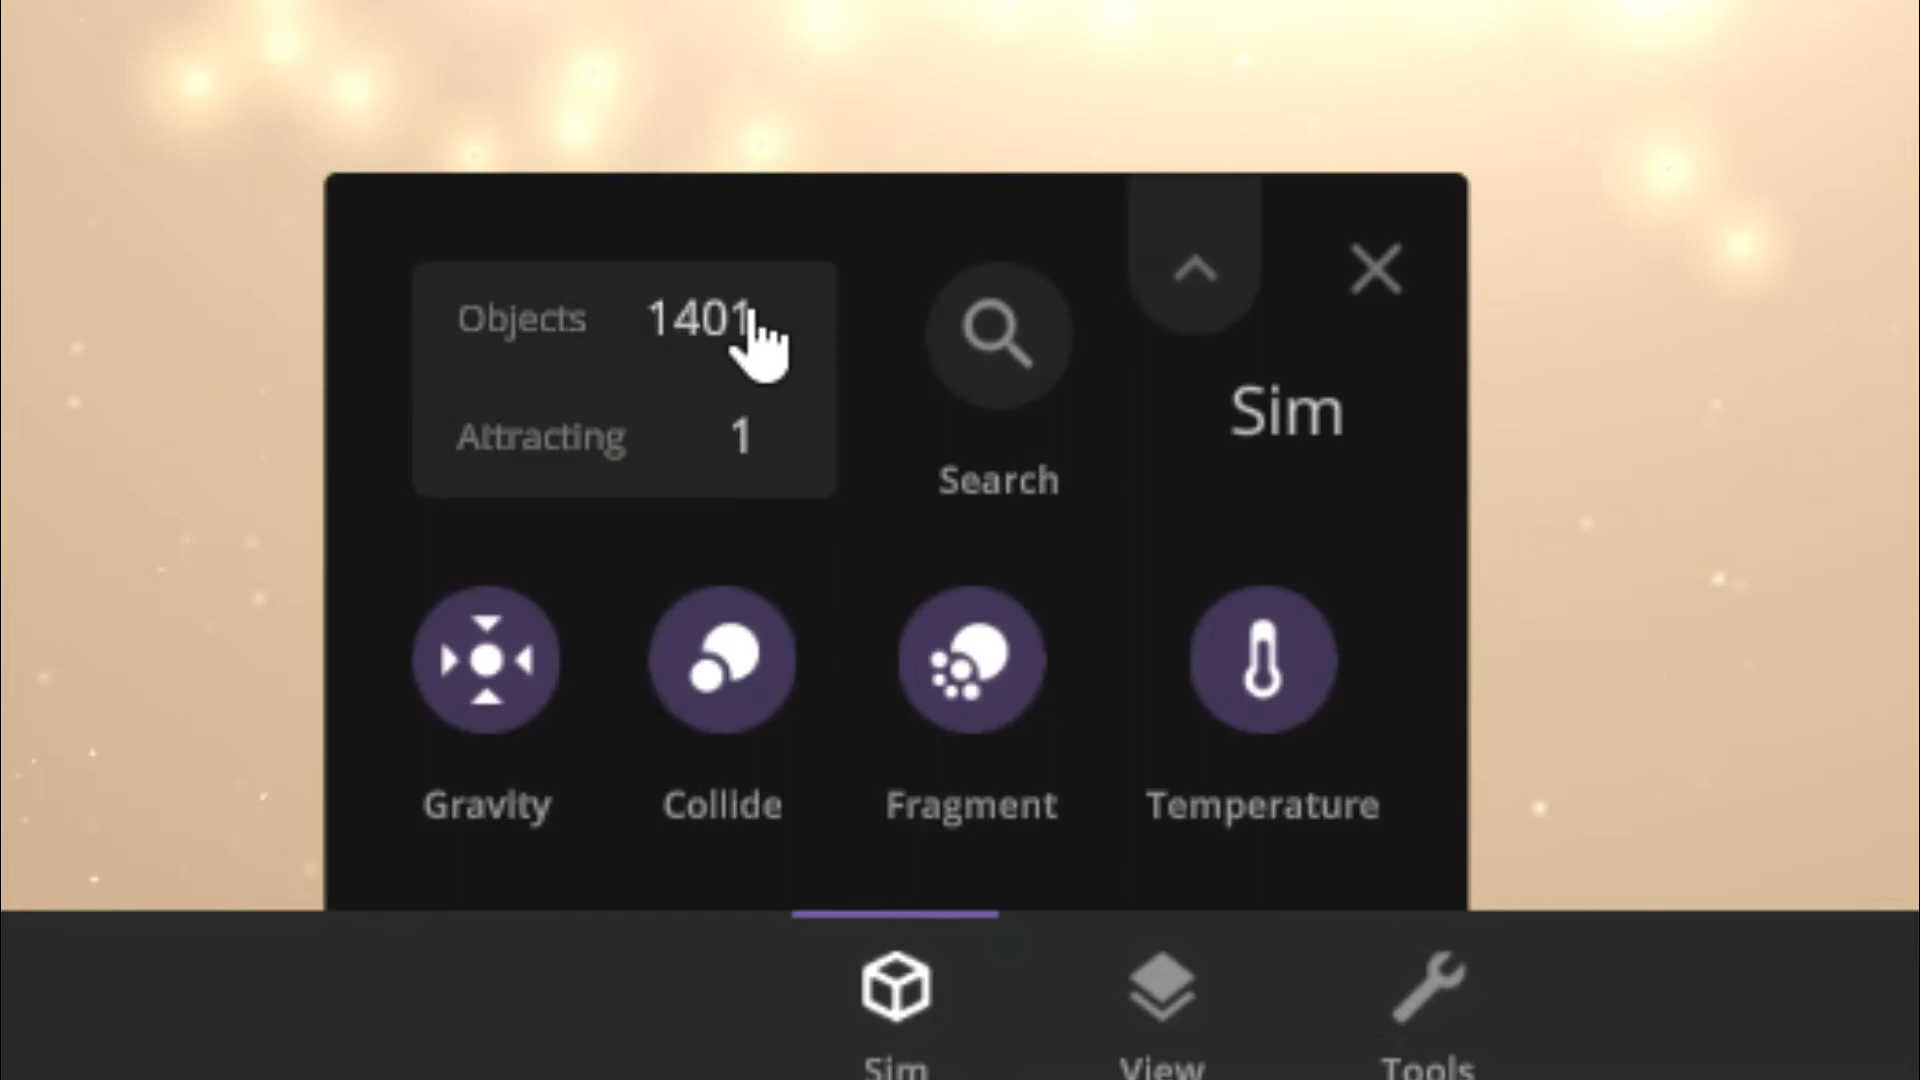 Objects 1401
Attracting 1
Search
Sim
Gravity
Collide
Fragment
Temperature
Sim
View
Tools